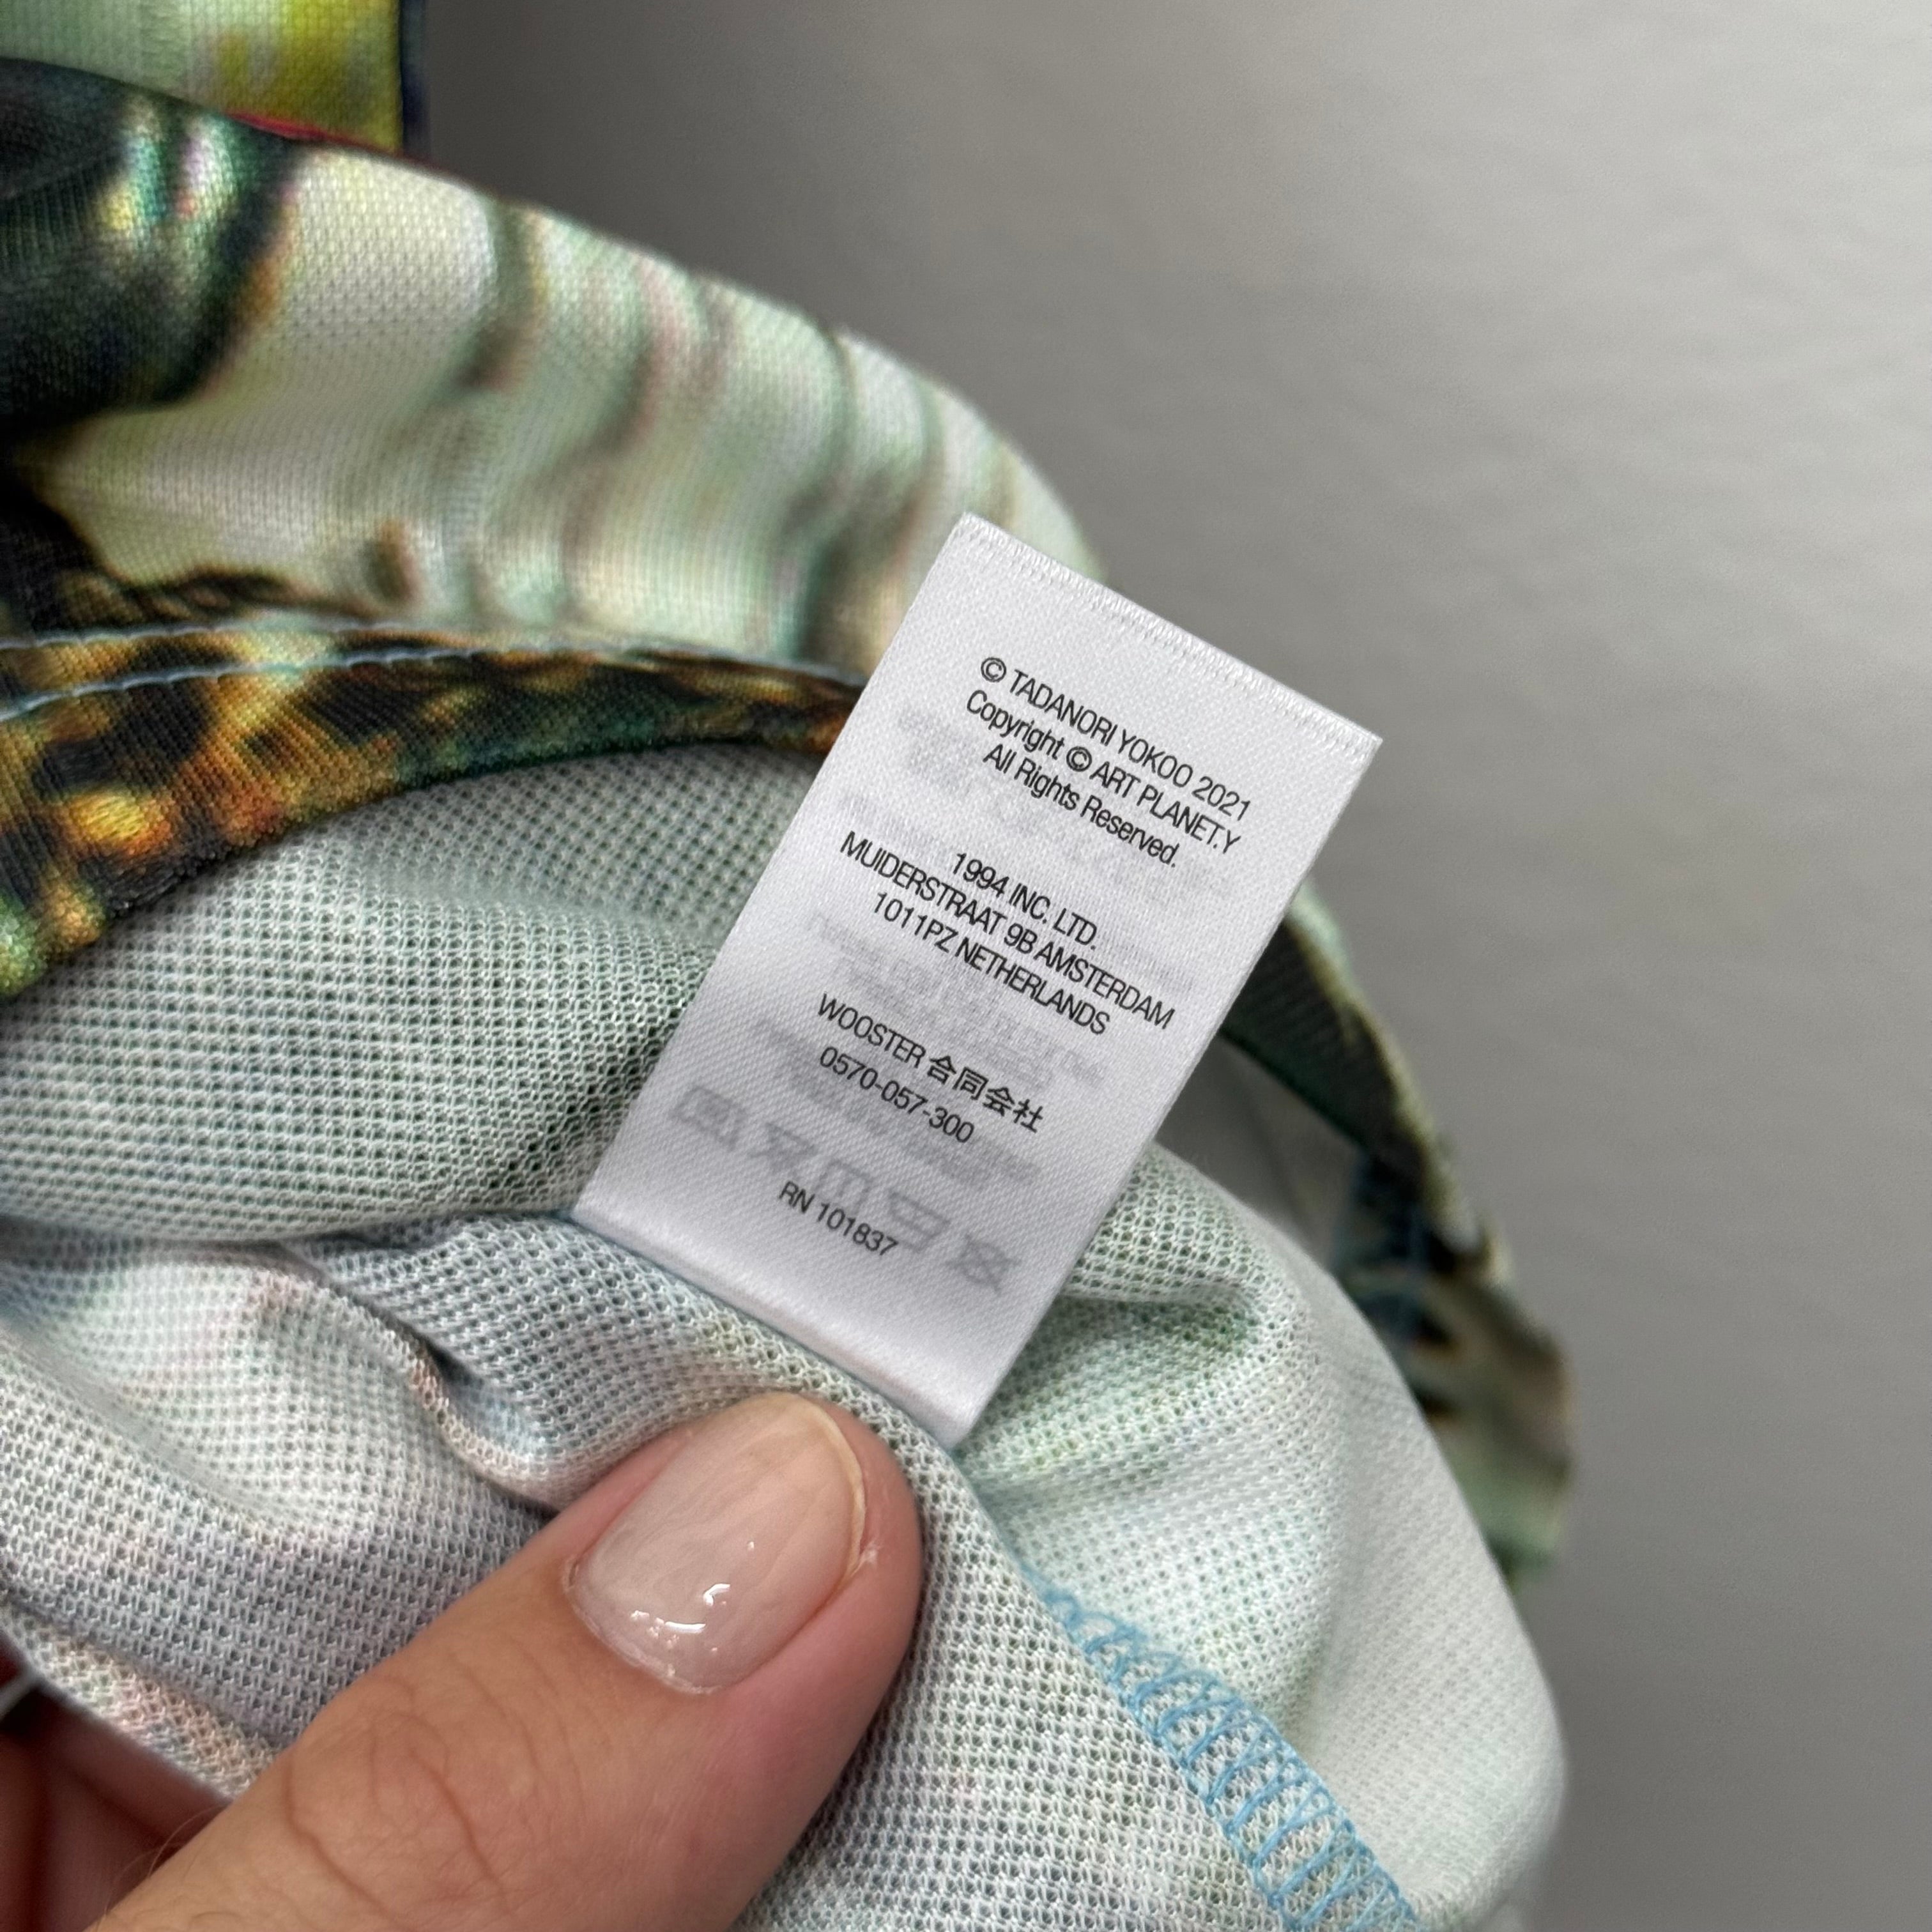 © TADANORI YOKOO 2021
Copyright © ART PLANET.Y
All Rights Reserved.
1994 INC. LTD.
MUIDERSTRAAT 9B AMSTERDAM
1011PZ NETHERLANDS
WOOSTER 合同会社
0570-057-300
RN 101837